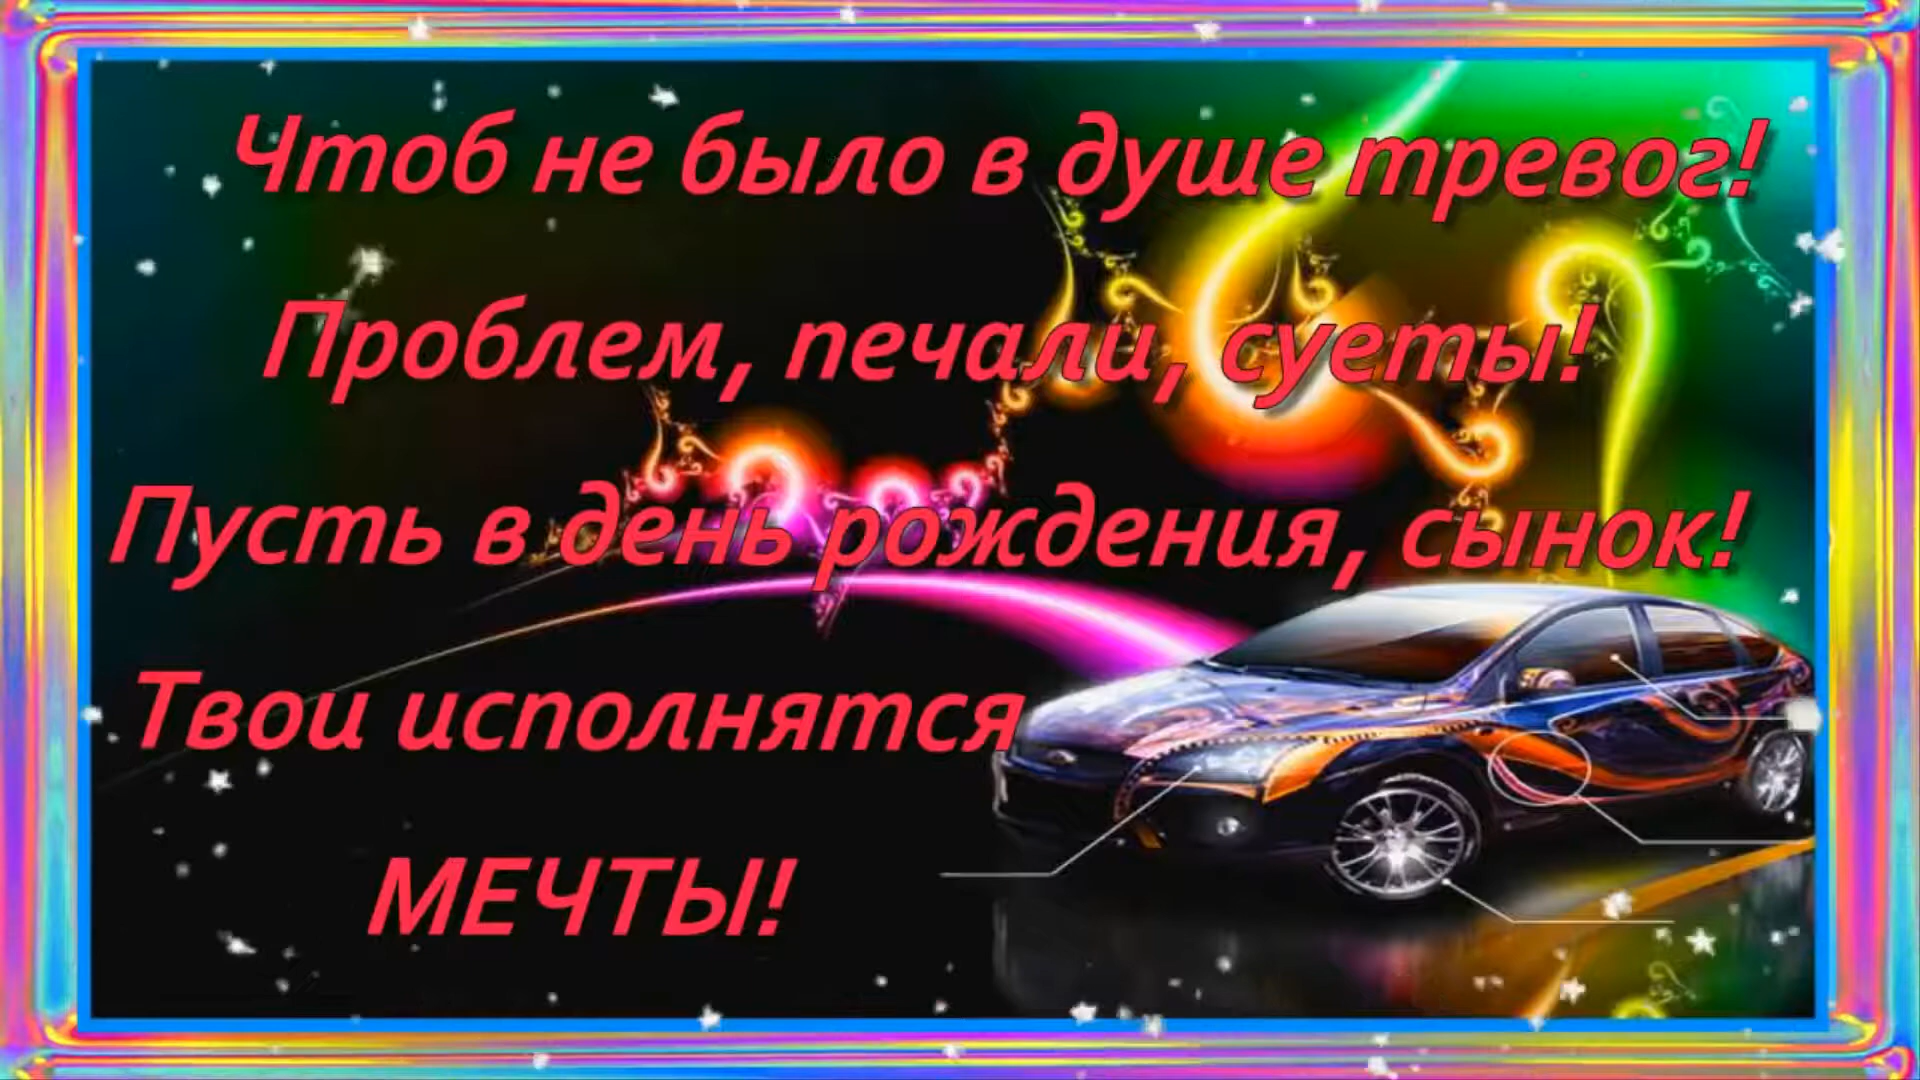 Чтоб не было в душе тревог!
Проблем, печали, суеты!
Пусть в день рождения, сынок!
Твои исполнятся
МЕЧТЫ!